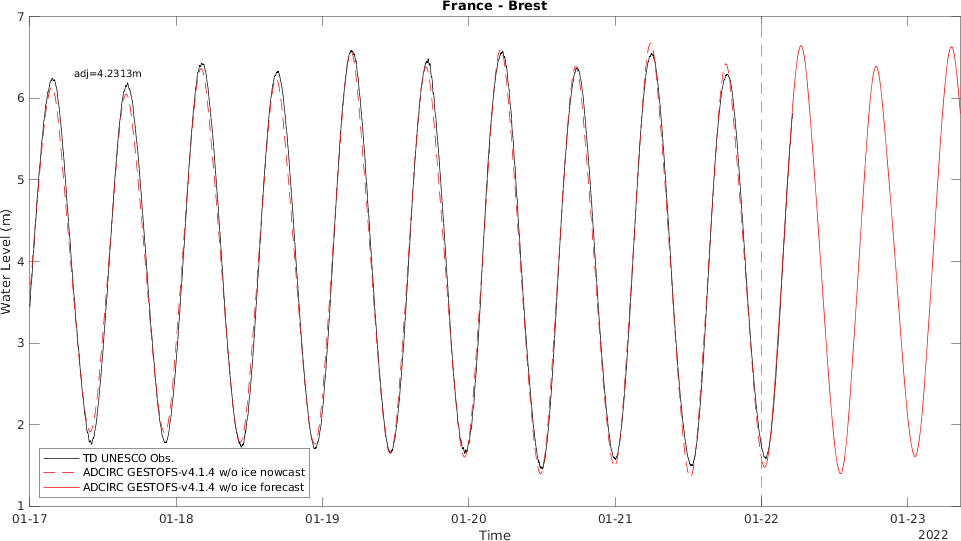 France - Brest
7
6
5
4
3
2
1
Water Level (m)
adj=4.2313m
TD UNESCO Obs.
ADCIRC GESTOFS-v4.1.4 w/o ice nowcast
ADCIRC GESTOFS-v4.1.4 w/o ice forecast
01-17 01-18 01-19 01-20 01-21 01-22 01-23
Time
2022